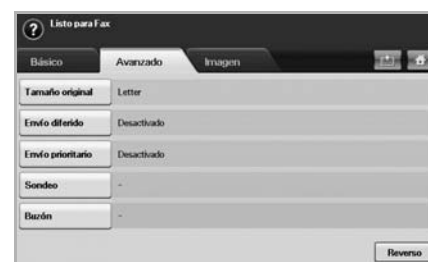 ? Listo para Fax
Básico Avanzado Imagen
Tamaño original Letter
Envío diferido Desactivado
Envío prioritario Desactivado
Sondeo -
Buzón -
Reverso